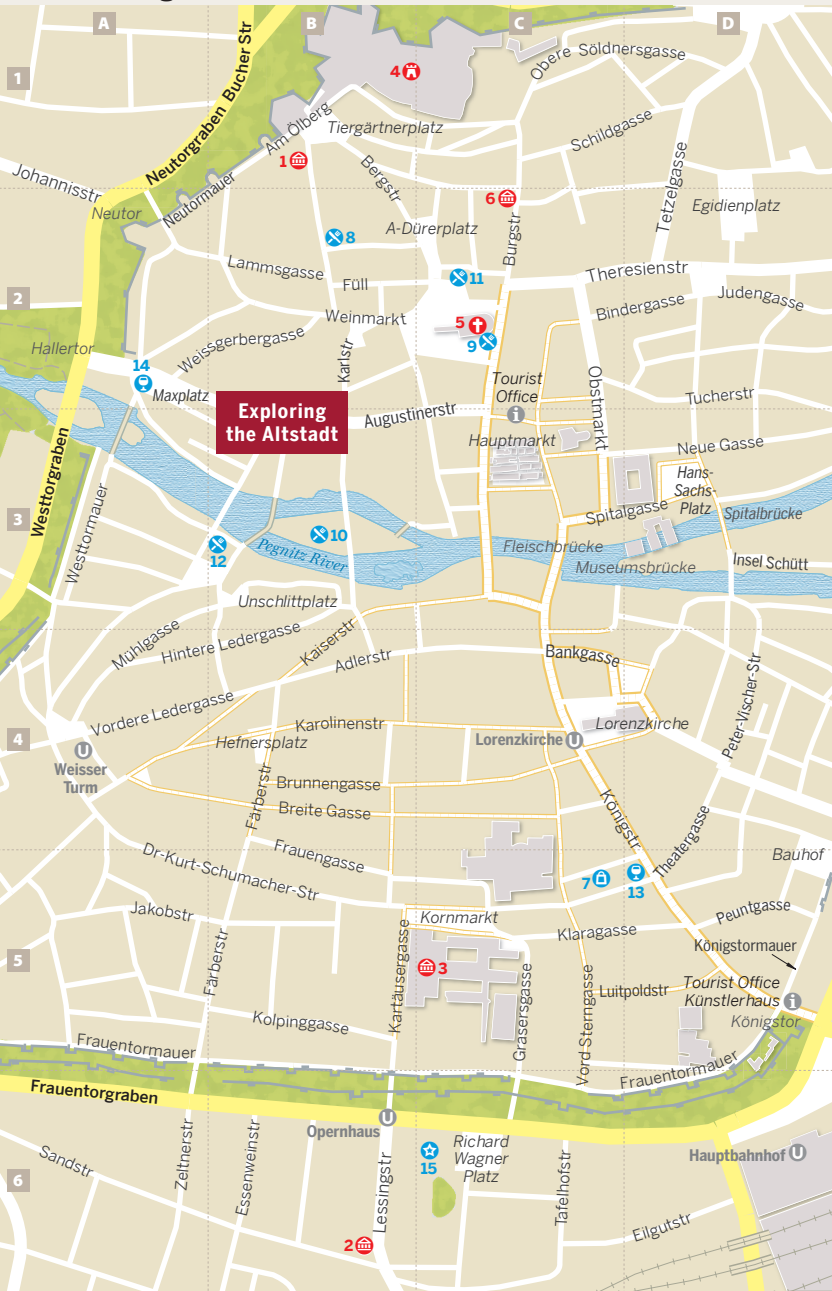 A
B
C
D
1
2
3
4
5
6
Bucher Str
Neutorgraben
4
Obere Söldnersgasse
Am Ölberg
Tiergärtnerplatz
Schildgasse
1
Bergstr
Johannisstr
Neutor
Neutormauer
6
Tetzelgasse
Egidienplatz
A-Dürerplatz
Burgstr
8
Lammsgasse
Füll
11
Theresienstr
Judengasse
Bindergasse
Weinmarkt
5
9
Weissgerbergasse
Hallertor
Karlstr
14
Maxplatz
Tourist
Office
Obstmarkt
Tucherstr
Exploring
the Altstadt
Augustinerstr
Hauptmarkt
Neue Gasse
Hans-
Sachs-
Platz
Westtorgraben
Westtormauer
Spitalgasse
Spitalbrücke
10
12
Pegnitz River
Fleischbrücke
Museumsbrücke
Insel Schütt
Unschlittplatz
Mühlgasse
Hintere Ledergasse
Kaiserstr
Adlerstr
Bankgasse
Peter-Vischer-Str
Vordere Ledergasse
Karolinenstr
Lorenzkirche
Hefnersplatz
Lorenzkirche
U
U
Weisser
Turm
Färberstr
Brunnengasse
Breite Gasse
Königstr
Theatergasse
Frauengasse
Bauhof
Dr-Kurt-Schumacher-Str
7
13
Jakobstr
Kornmarkt
Peuntgasse
Klaragasse
Königstormauer
Färberstr
Kartäusergasse
3
Grasersgasse
Vord Sterngasse
Luitpoldstr
Tourist Office
Künstlerhaus
Königstor
Kolpinggasse
Frauentormauer
Frauentormauer
Frauentorgraben
Opernhaus
U
Sandstr
Zeltnerstr
Essenweinstr
Lessingstr
15
Richard
Wagner
Platz
Tafelhofstr
Hauptbahnhof
U
Eilgutstr
2